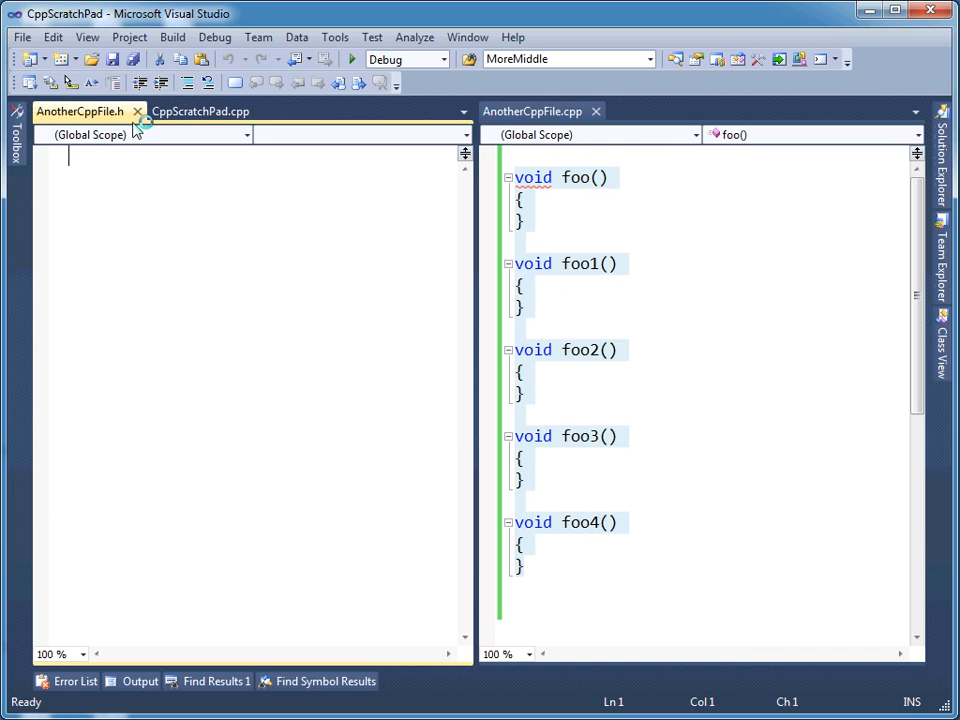 CppScratchPad - Microsoft Visual Studio
File Edit View Project Build Debug Team Data Tools Test Analyze Window Help
Debug MoreMiddle
AnotherCppFile.h CppScratchPad.cpp AnotherCppFile.cpp
(Global Scope) (Global Scope) foo()
Toolbox
void foo()
{
}
void foo1()
{
}
void foo2()
{
}
void foo3()
{
}
void foo4()
{
}
Solution Explorer
Team Explorer
Class View
100 % 100 %
Error List Output Find Results 1 Find Symbol Results
Ready Ln 1 Col 1 Ch 1 INS